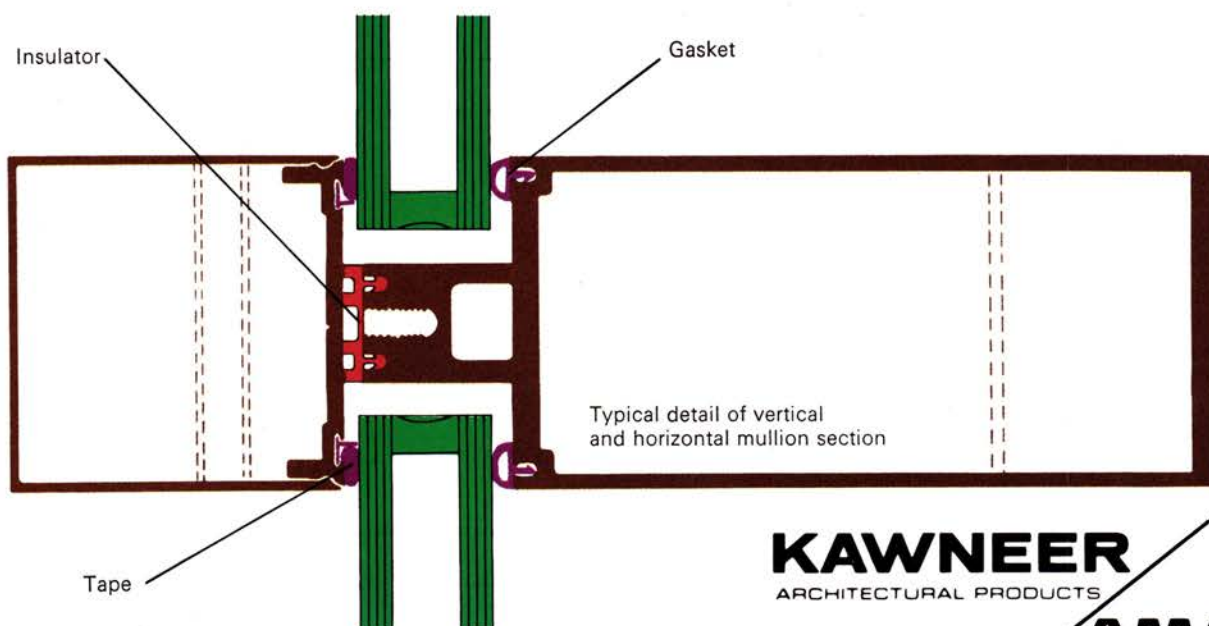 Insulator
Gasket
Typical detail of vertical
and horizontal mullion section
Tape
KAWNEER
ARCHITECTURAL PRODUCTS